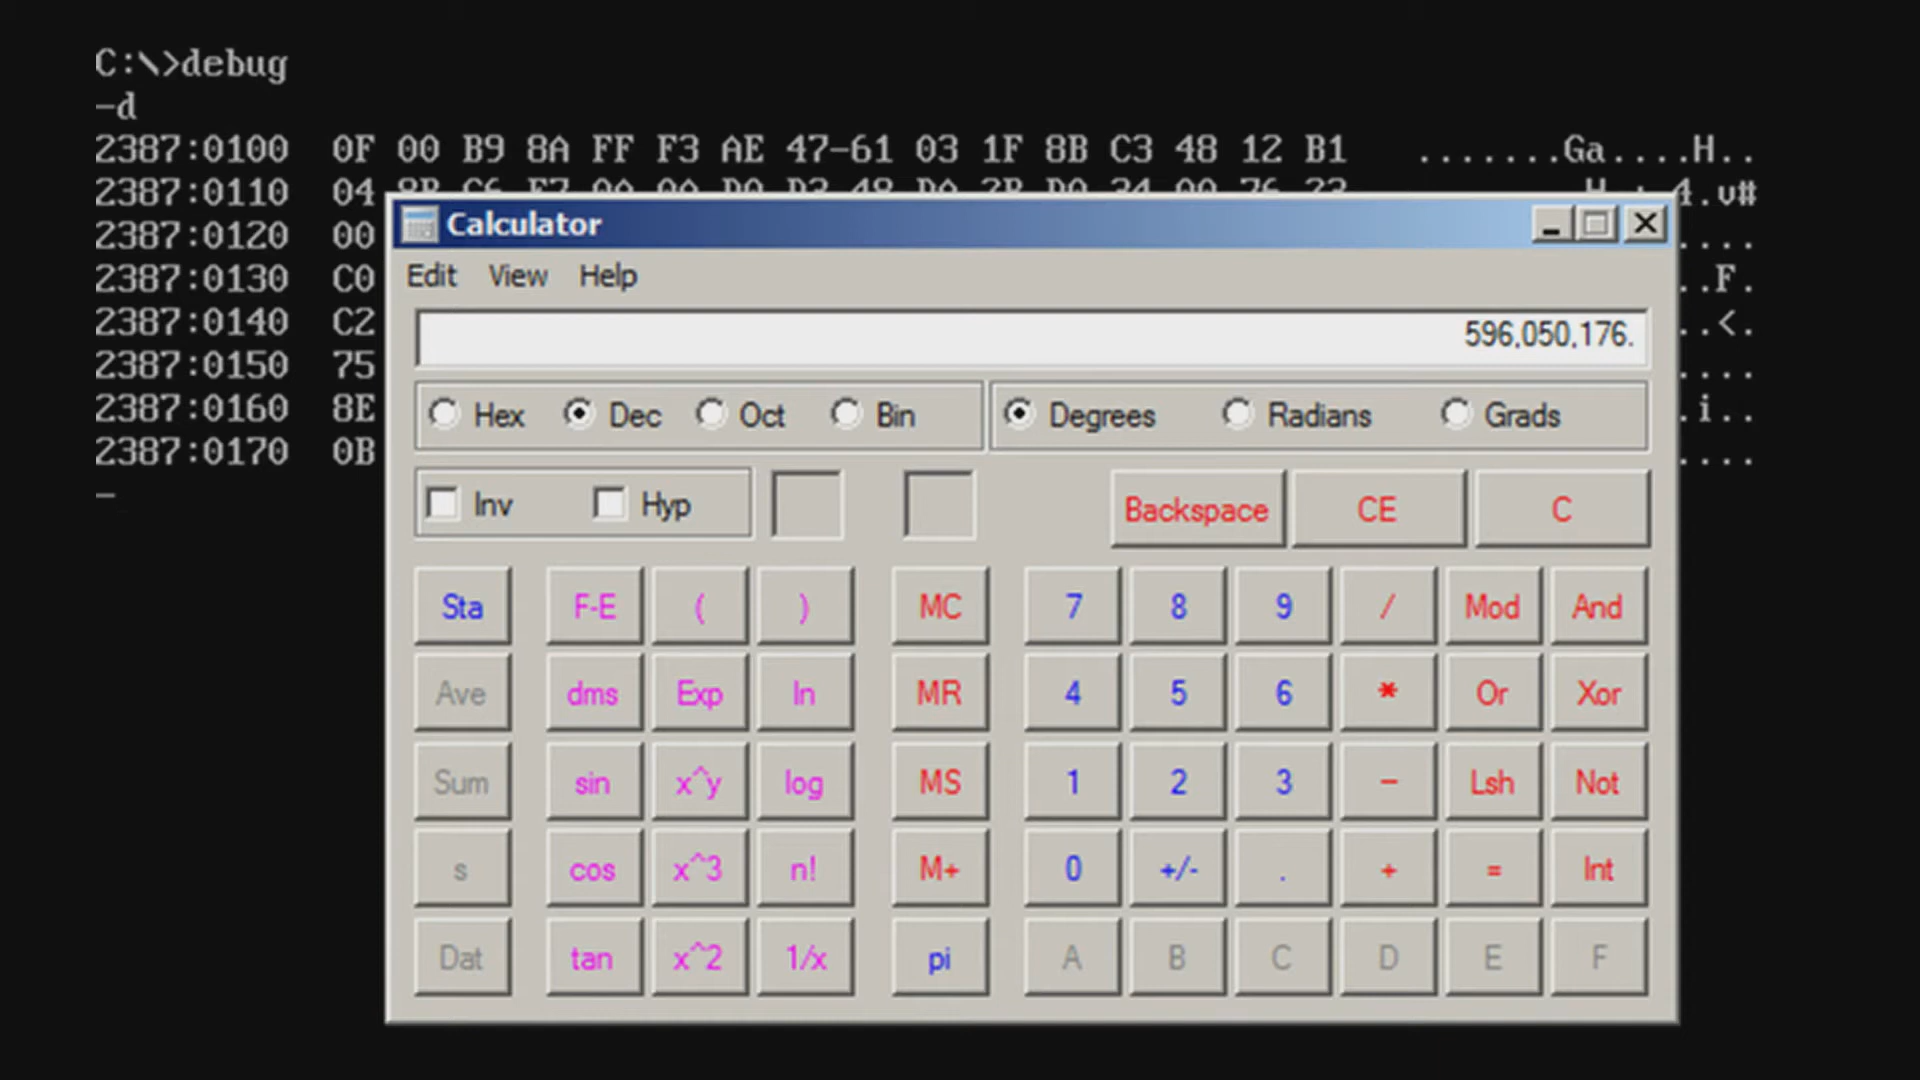 C:\>debug
-d
2387:0100 0F 00 B9 8A FF F3 AE 47-61 03 1F 8B C3 48 12 B1 .......Ga....H..
2387:0110 04 4.v#
2387:0120 00 ....
2387:0130 C0 ..F.
2387:0140 C2 ..<.
2387:0150 75 ....
2387:0160 8E .i..
2387:0170 0B ....
-
Calculator
Edit View Help
596,050,176.
Hex Dec Oct Bin Degrees Radians Grads
Inv Hyp Backspace CE C
Sta F-E ( ) MC 7 8 9 / Mod And
Ave dms Exp ln MR 4 5 6 * Or Xor
Sum sin x^y log MS 1 2 3 - Lsh Not
s cos x^3 n! M+ 0 +/- . + = Int
Dat tan x^2 1/x pi A B C D E F